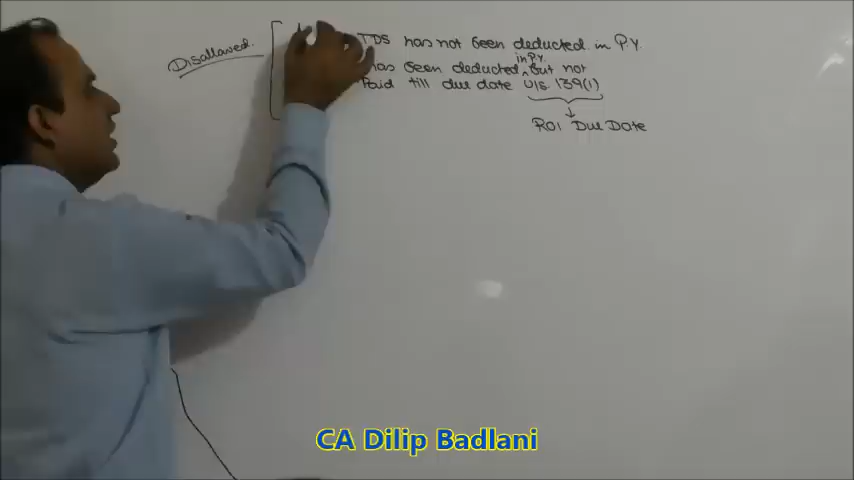 Disallowed.
TDS has not been deducted in PY.
has been deducted in P.Y. but not
Paid till due date U/s 139(1)
ROI Due Date
CA Dilip Badlani